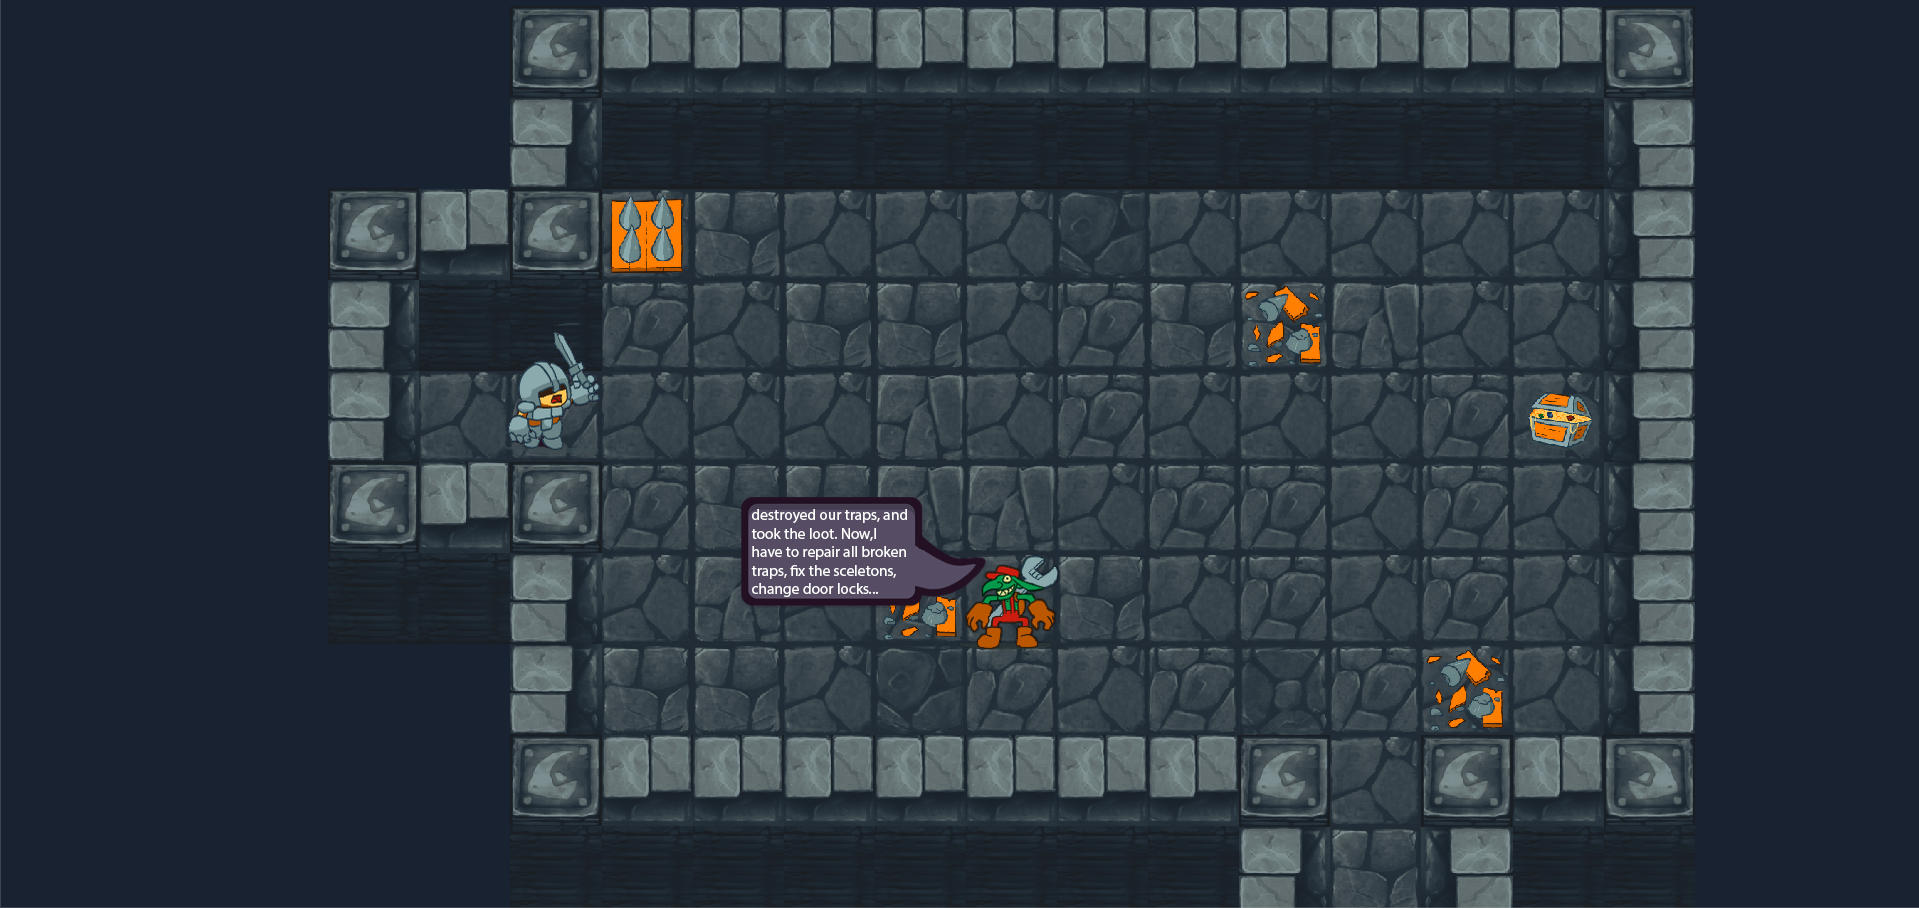 destroyed our traps, and
took the loot. Now,I
have to repair all broken
traps, fix the sceletons,
change door locks...